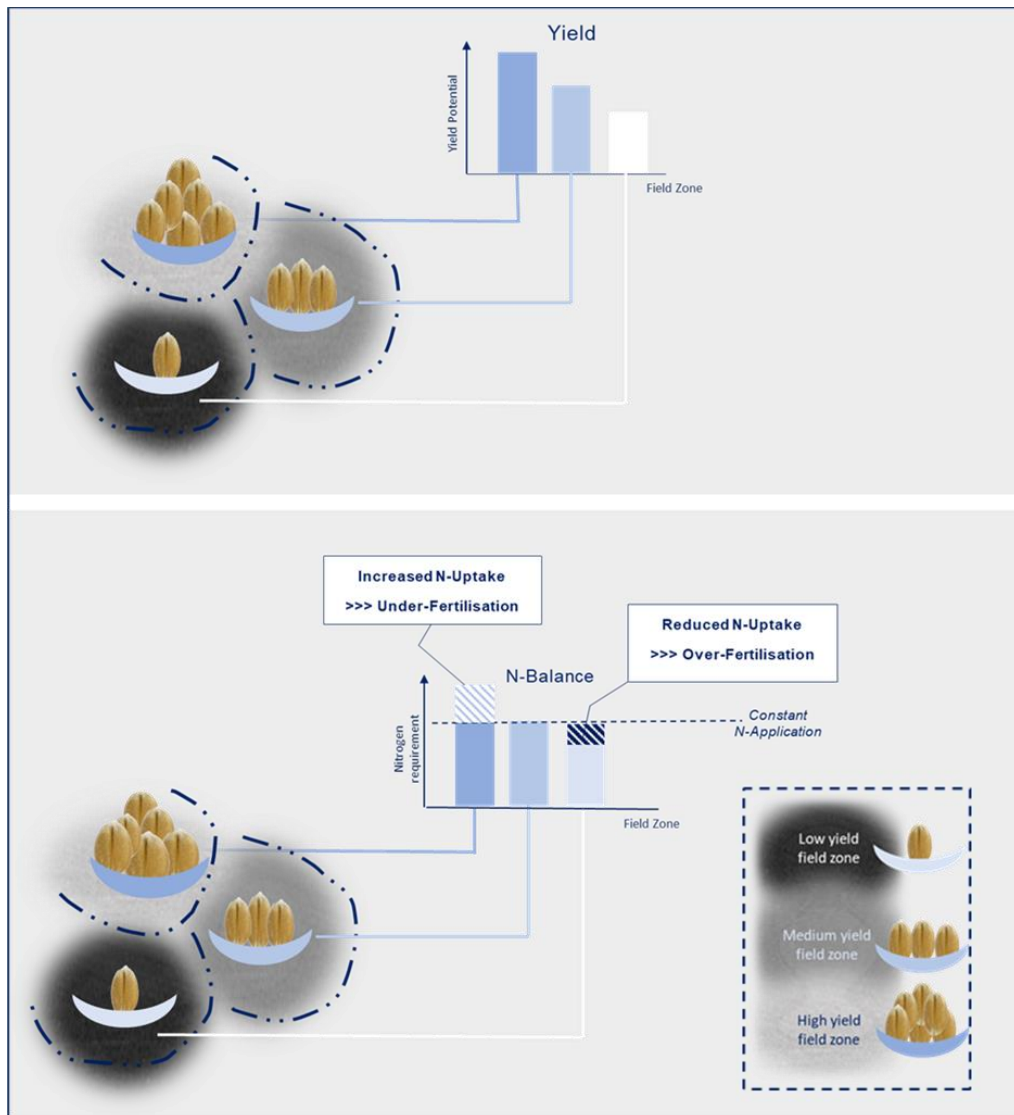 Yield
Yield Potential
Field Zone
Increased N-Uptake
>>> Under-Fertilisation
Reduced N-Uptake
>>> Over-Fertilisation
N-Balance
Constant
N-Application
Nitrogen
requirement
Field Zone
Low yield
field zone
Medium yield
field zone
High yield
field zone